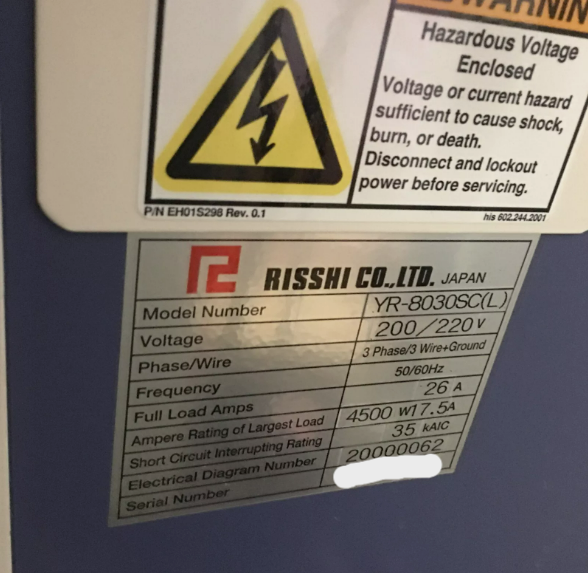 WARNIN
Hazardous Voltage
Enclosed
Voltage or current hazard
sufficient to cause shock,
burn, or death.
Disconnect and lockout
power before servicing.
P/N EH01S298 Rev. 0.1
his 602.244.2001
RISSHI CO.,LTD. JAPAN
Model Number YR-8030SC(L)
Voltage 200/220 V
Phase/Wire 3 Phase/3 Wire+Ground
Frequency 50/60Hz
Full Load Amps 26 A
Ampere Rating of Largest Load 4500 W17.5A
Short Circuit Interrupting Rating 35 kAIC
Electrical Diagram Number 20000062
Serial Number